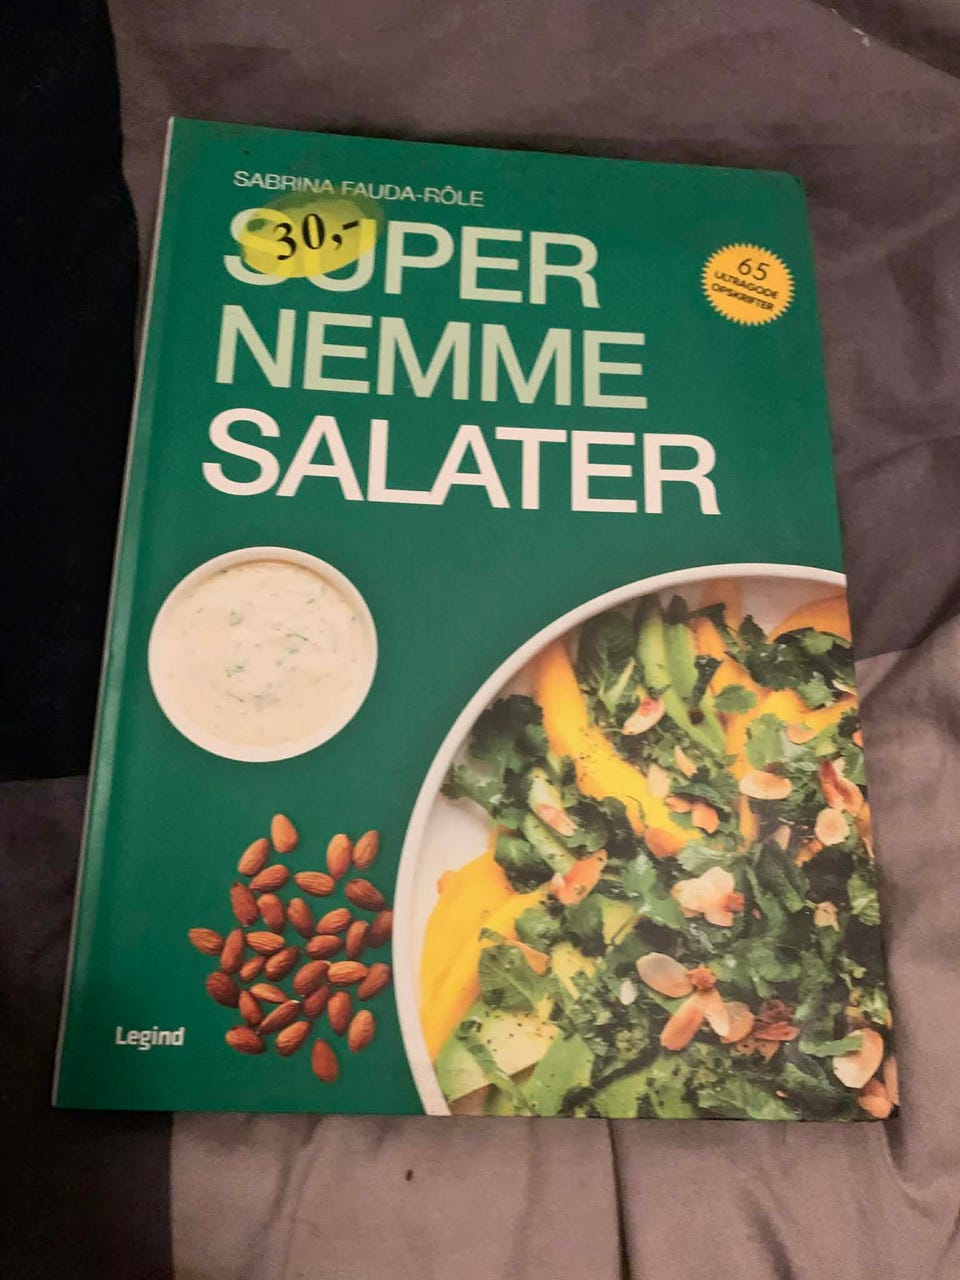 SABRINA FAUDA-RÔLE
SUPER
30,-
NEMME
SALATER
65
ULTRAGODE
OPSKRIFTER
Legind